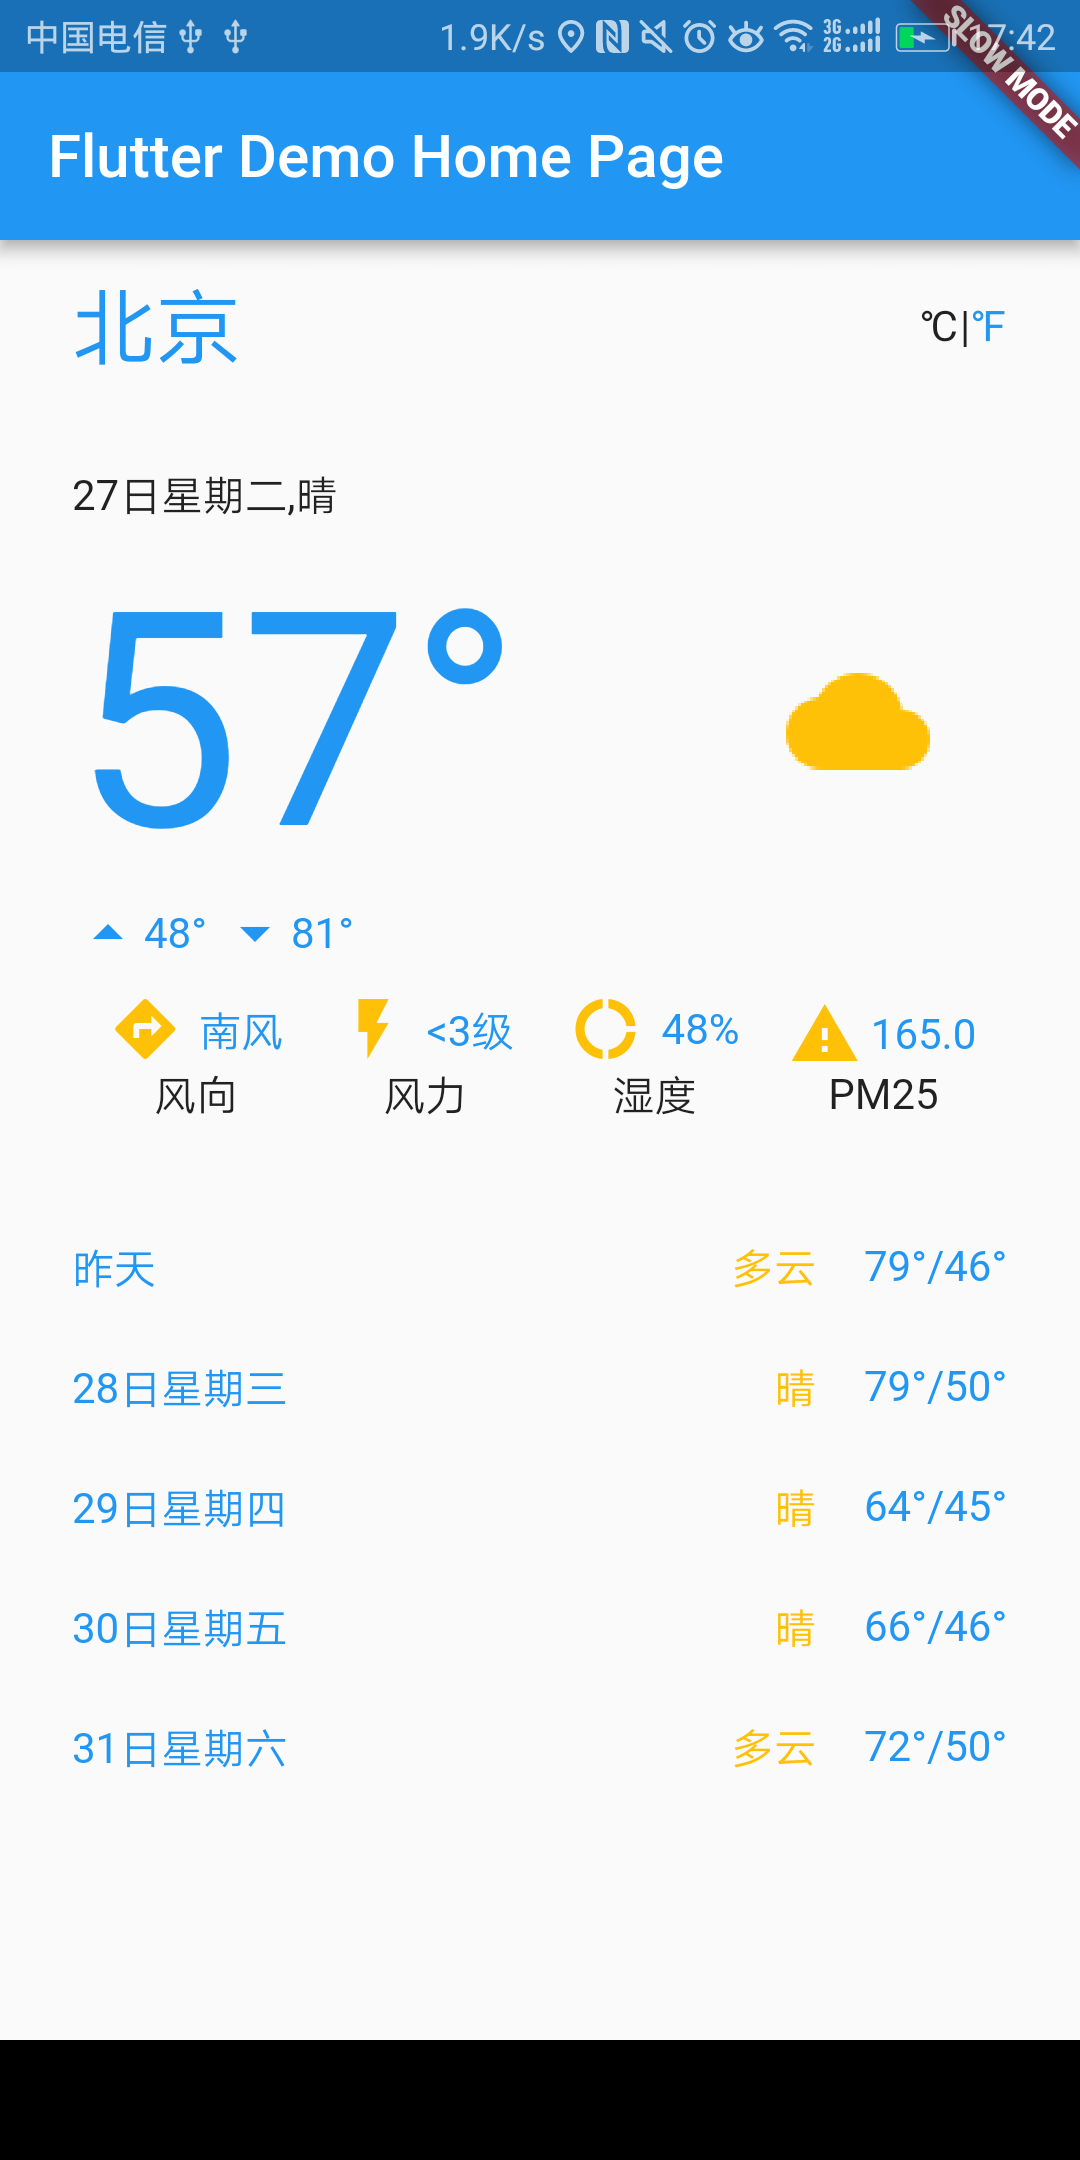 中国电信 1.9K/s 3G 2G 17:42
SLOW MODE
Flutter Demo Home Page
北京 ℃|℉
27日星期二,晴
57°
48° 81°
南风 <3级 48% 165.0
风向 风力 湿度 PM25
昨天 多云 79°/46°
28日星期三 晴 79°/50°
29日星期四 晴 64°/45°
30日星期五 晴 66°/46°
31日星期六 多云 72°/50°